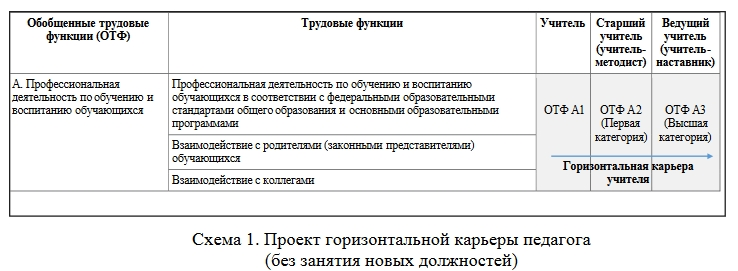 Обобщенные трудовые
функции (ОТФ)
Трудовые функции
Учитель
Старший
учитель
(учитель-
методист)
Ведущий
учитель
(учитель-
наставник)
А. Профессиональная
деятельность по обучению и
воспитанию обучающихся
Профессиональная деятельность по обучению и воспитанию
обучающихся в соответствии с федеральными образовательными
стандартами общего образования и основными образовательными
программами
Взаимодействие с родителями (законными представителями)
обучающихся
Взаимодействие с коллегами
ОТФ А1
ОТФ А2
(Первая
категория)
ОТФ А3
(Высшая
категория)
Горизонтальная карьера
учителя
Схема 1. Проект горизонтальной карьеры педагога
(без занятия новых должностей)